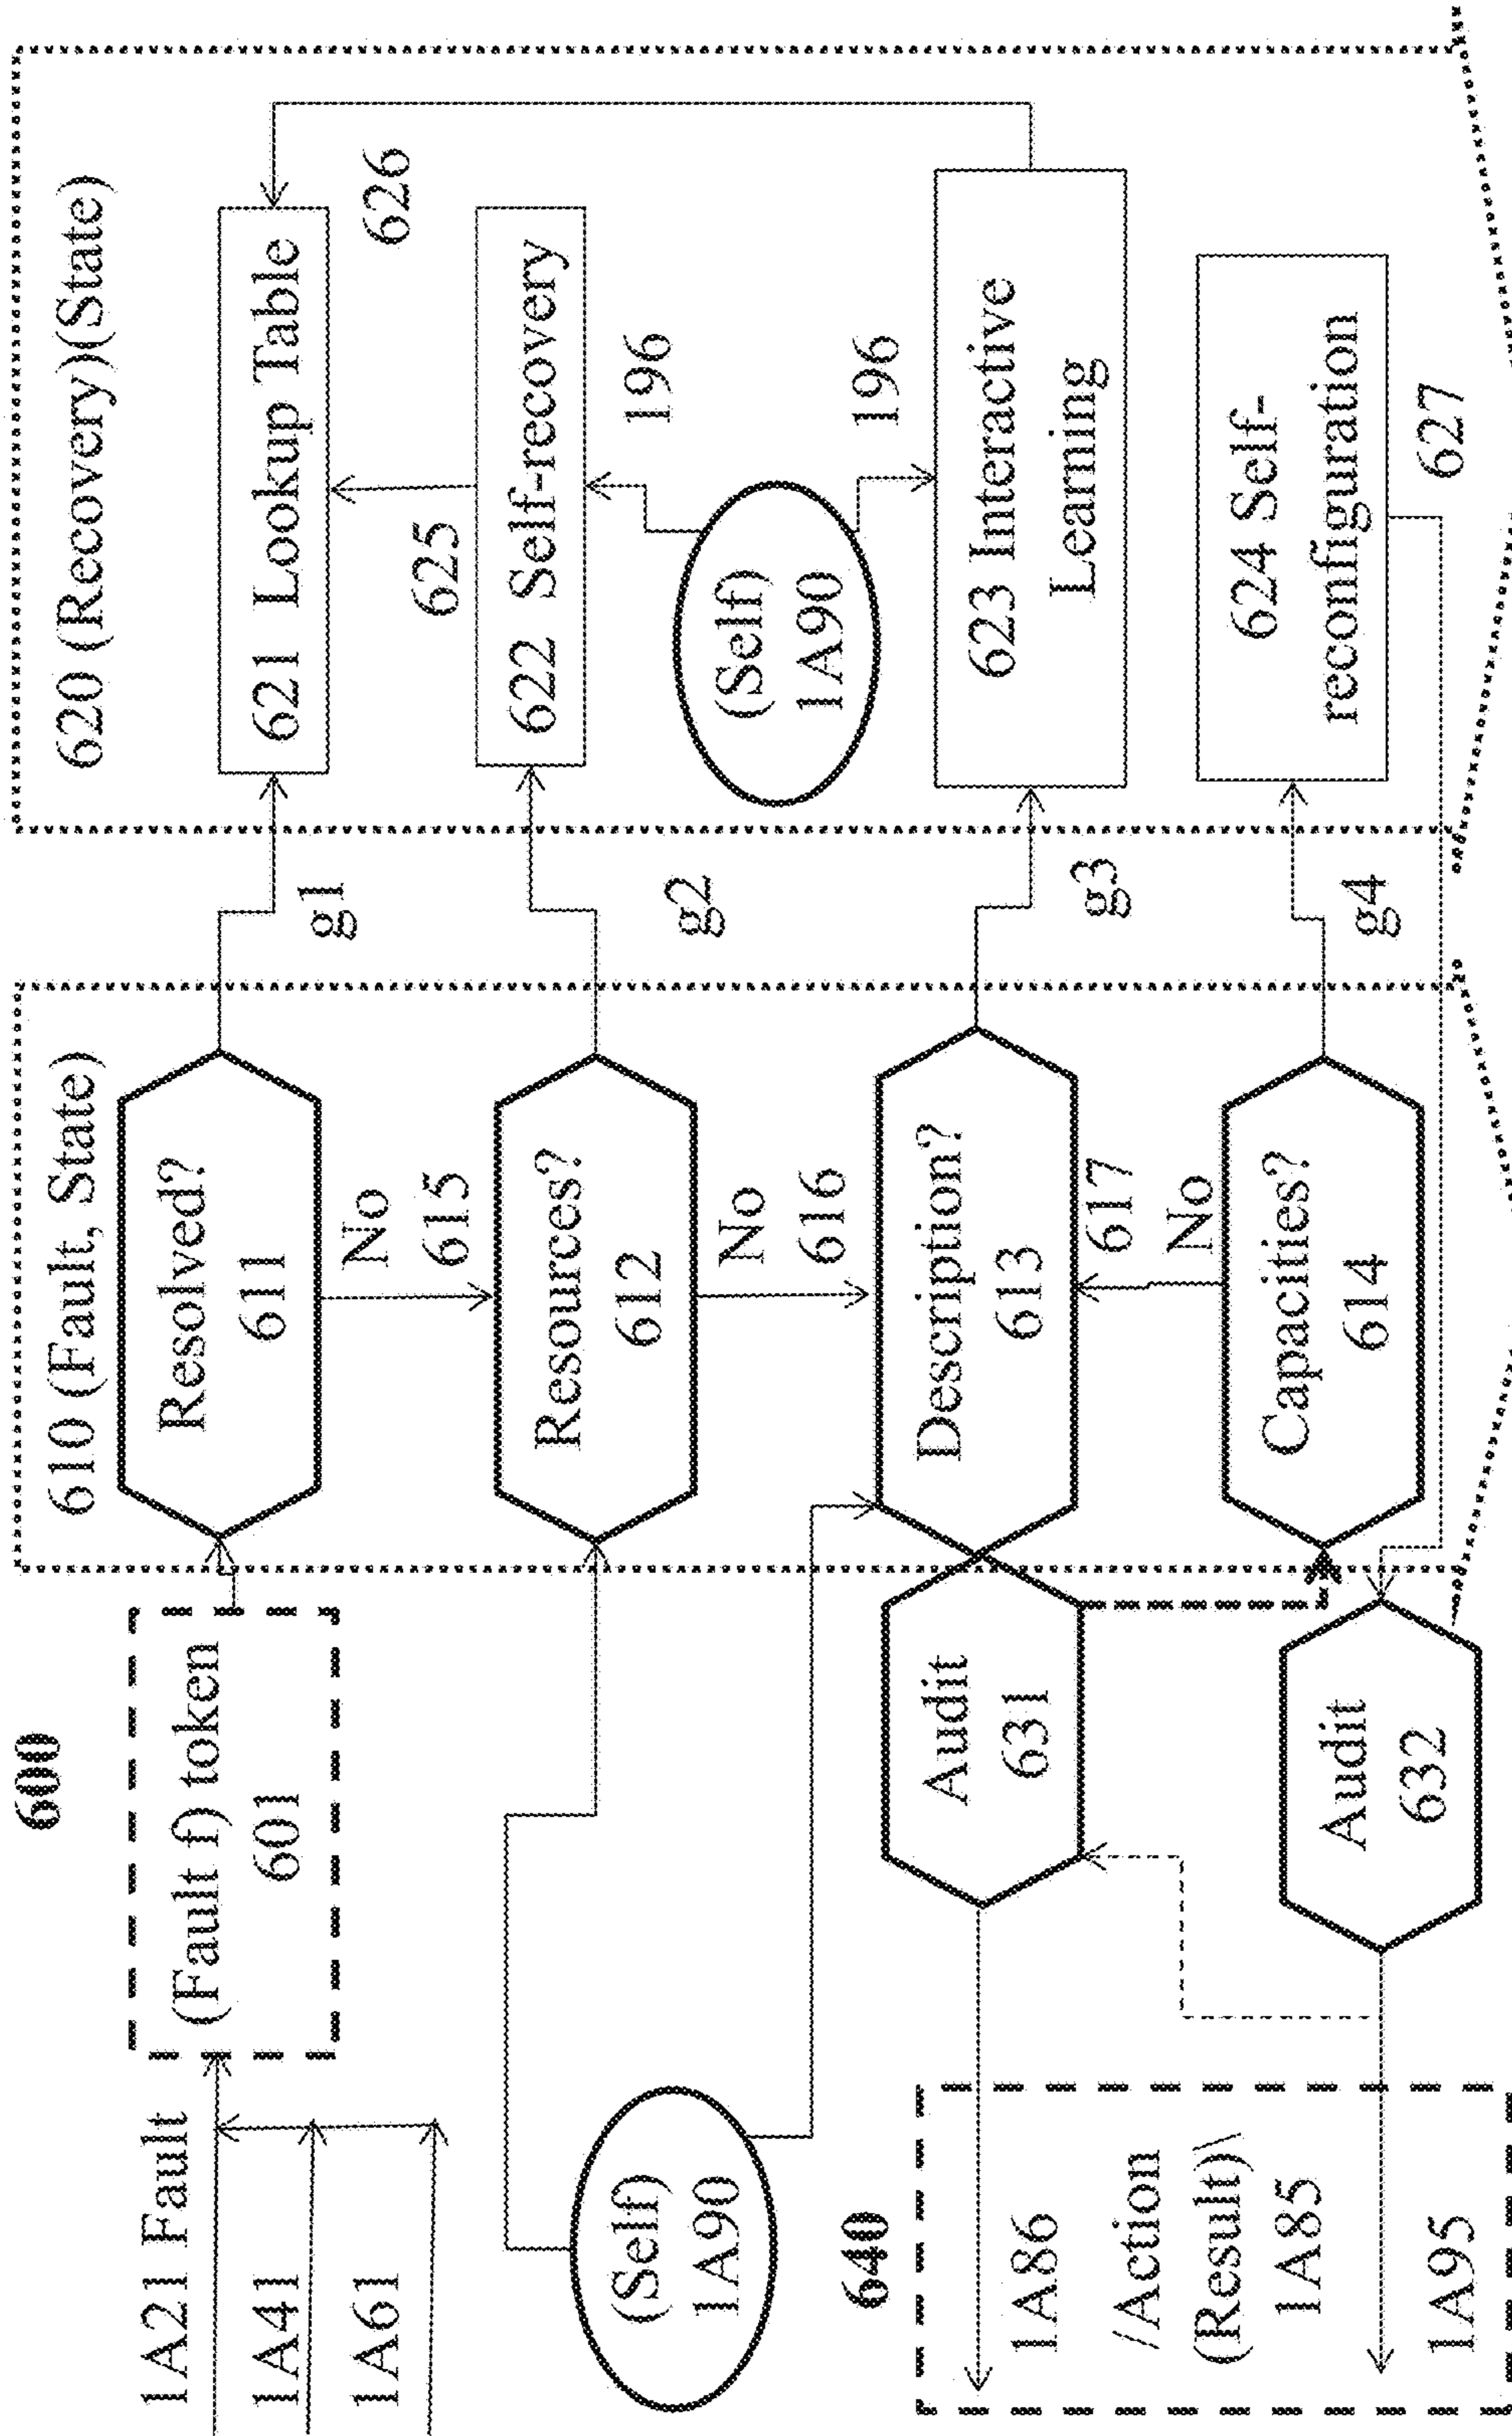 600
1A21 Fault
1A41
1A61
(Fault f) token
601
(Self)
1A90
640
1A86
/Action
(Result)\
1A85
1A95
Audit
631
Audit
632
610 (Fault, State)
Resolved?
611
No
615
Resources?
612
No
616
Description?
613
617
No
Capacities?
614
g1
g2
g3
g4
620 (Recovery)(State)
621 Lookup Table
626
625
622 Self-recovery
196
(Self)
1A90
196
623 Interactive
Learning
624 Self-
reconfiguration
627